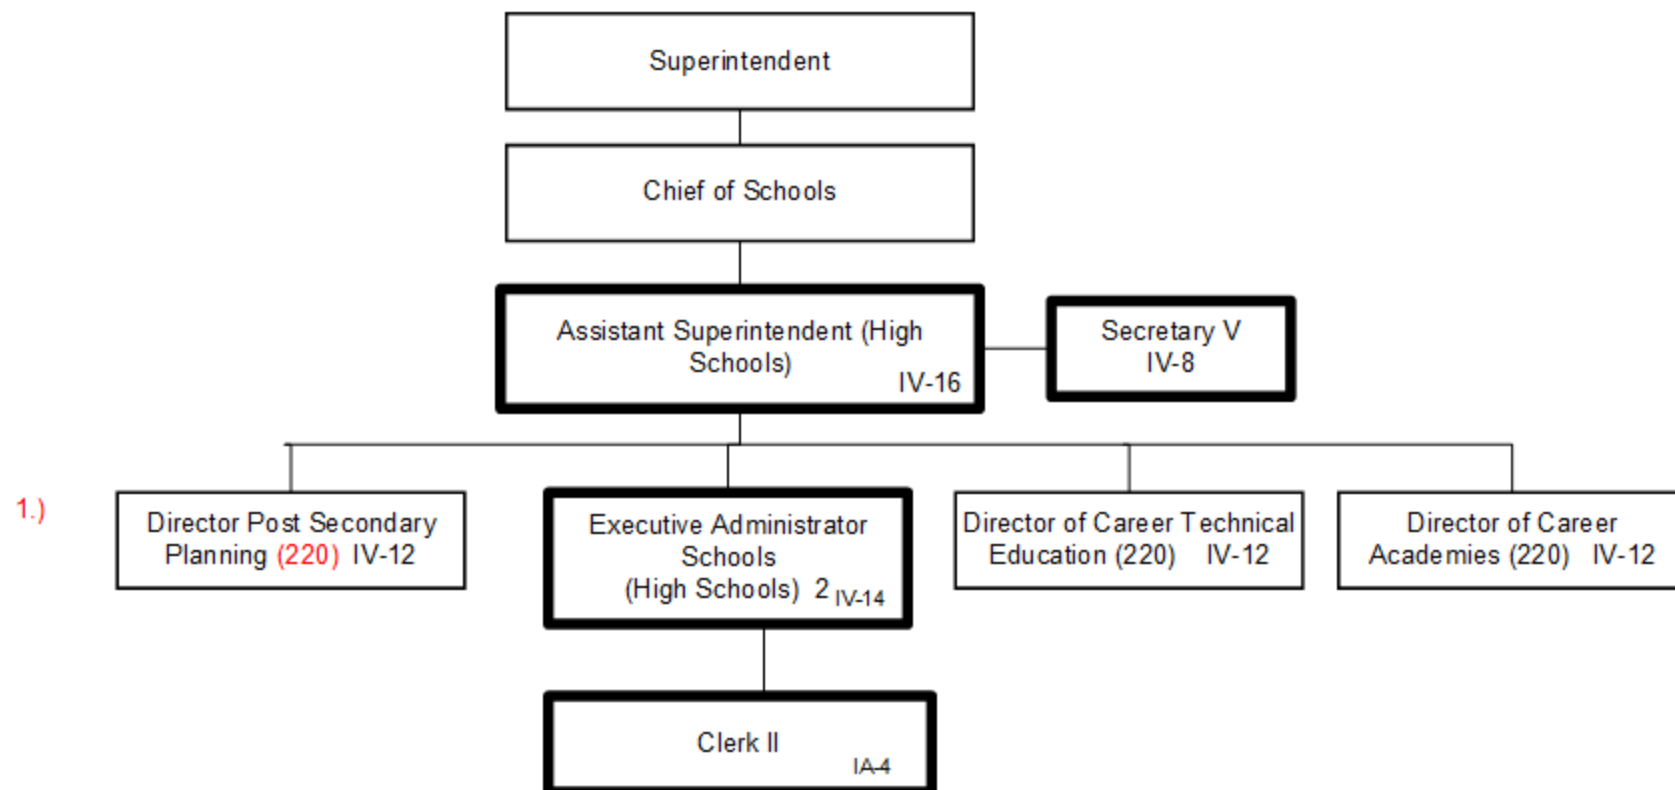 Superintendent
Chief of Schools
Assistant Superintendent (High
Schools)
IV-16
Secretary V
IV-8
1.)
Director Post Secondary
Planning (220) IV-12
Executive Administrator
Schools
(High Schools) 2 IV-14
Director of Career Technical
Education (220) IV-12
Director of Career
Academies (220) IV-12
Clerk II
IA-4